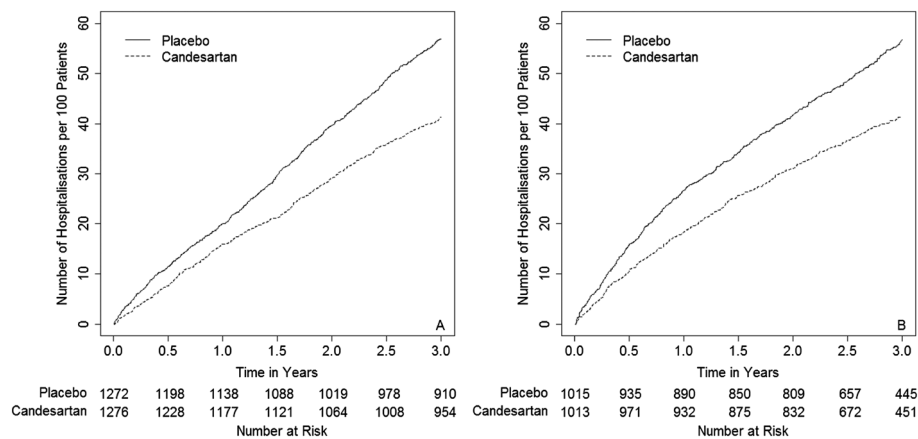 Number of Hospitalisations per 100 Patients
60
50
40
30
20
10
0
Placebo
Candesartan
A
0.0 0.5 1.0 1.5 2.0 2.5 3.0
Time in Years
Placebo 1272 1198 1138 1088 1019 978 910
Candesartan 1276 1228 1177 1121 1064 1008 954
Number at Risk
Number of Hospitalisations per 100 Patients
60
50
40
30
20
10
0
Placebo
Candesartan
B
0.0 0.5 1.0 1.5 2.0 2.5 3.0
Time in Years
Placebo 1015 935 890 850 809 657 445
Candesartan 1013 971 932 875 832 672 451
Number at Risk